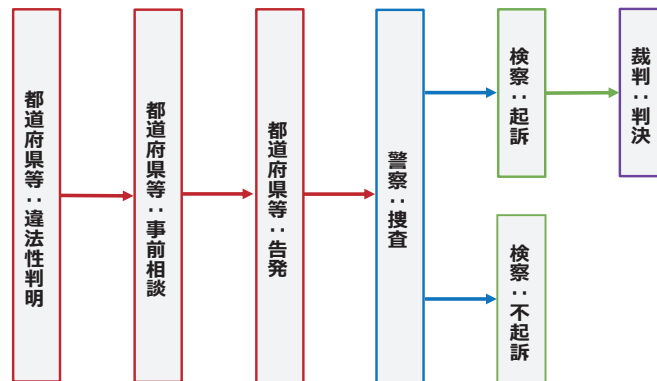 都道府県等：違法性判明
都道府県等：事前相談
都道府県等：告発
警察：捜査
検察：起訴
裁判：判決
検察：不起訴